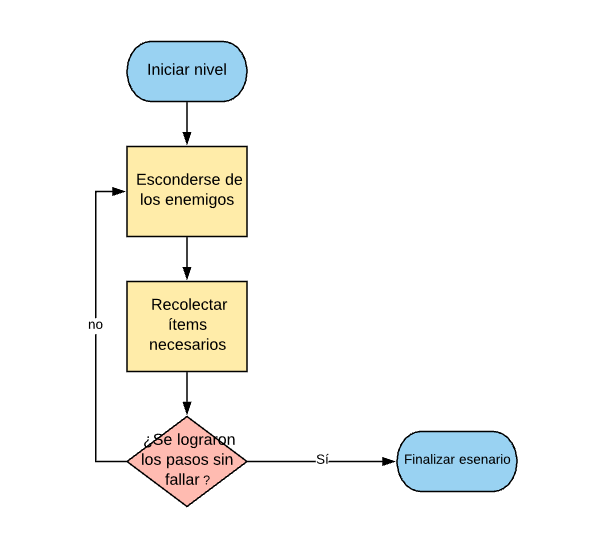 Iniciar nivel
Esconderse de
los enemigos
Recolectar
ítems
necesarios
no
¿Se lograron
los pasos sin
fallar ?
Sí
Finalizar esenario